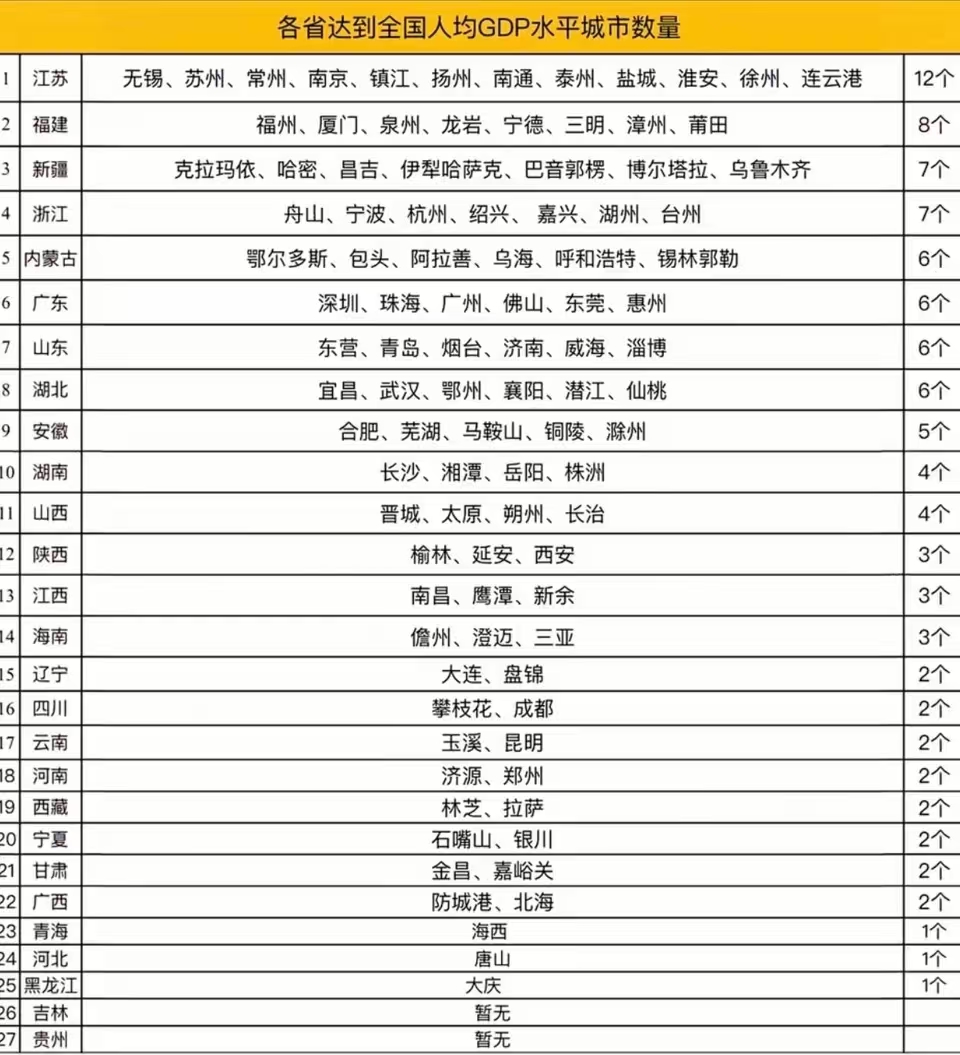 各省达到全国人均GDP水平城市数量
1 江苏 无锡、苏州、常州、南京、镇江、扬州、南通、泰州、盐城、淮安、徐州、连云港 12个
2 福建 福州、厦门、泉州、龙岩、宁德、三明、漳州、莆田 8个
3 新疆 克拉玛依、哈密、昌吉、伊犁哈萨克、巴音郭楞、博尔塔拉、乌鲁木齐 7个
4 浙江 舟山、宁波、杭州、绍兴、 嘉兴、湖州、台州 7个
5 内蒙古 鄂尔多斯、包头、阿拉善、乌海、呼和浩特、锡林郭勒 6个
6 广东 深圳、珠海、广州、佛山、东莞、惠州 6个
7 山东 东营、青岛、烟台、济南、威海、淄博 6个
8 湖北 宜昌、武汉、鄂州、襄阳、潜江、仙桃 6个
9 安徽 合肥、芜湖、马鞍山、铜陵、滁州 5个
10 湖南 长沙、湘潭、岳阳、株洲 4个
11 山西 晋城、太原、朔州、长治 4个
12 陕西 榆林、延安、西安 3个
13 江西 南昌、鹰潭、新余 3个
14 海南 儋州、澄迈、三亚 3个
15 辽宁 大连、盘锦 2个
16 四川 攀枝花、成都 2个
17 云南 玉溪、昆明 2个
18 河南 济源、郑州 2个
19 西藏 林芝、拉萨 2个
20 宁夏 石嘴山、银川 2个
21 甘肃 金昌、嘉峪关 2个
22 广西 防城港、北海 2个
23 青海 海西 1个
24 河北 唐山 1个
25 黑龙江 大庆 1个
26 吉林 暂无
27 贵州 暂无